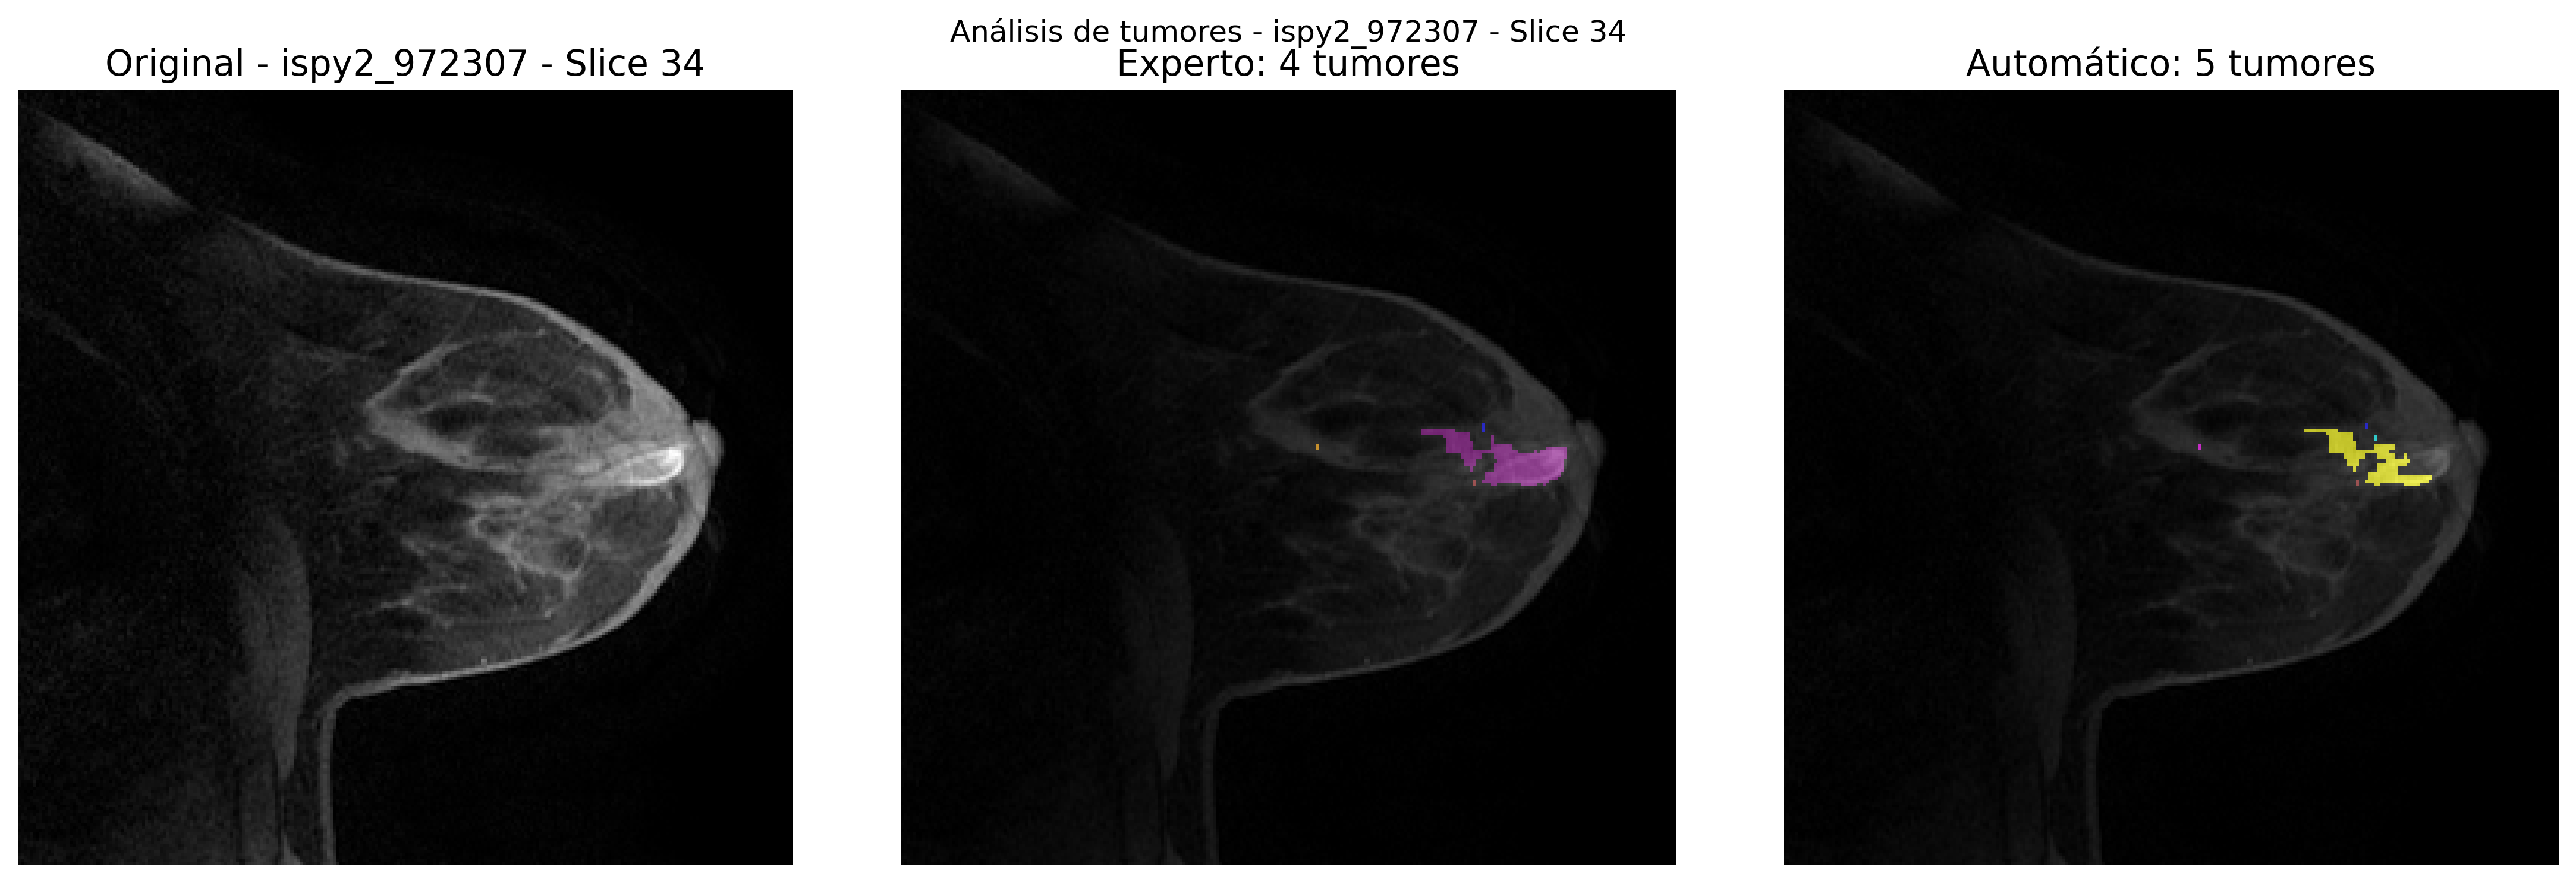 Análisis de tumores - ispy2_972307 - Slice 34
Original - ispy2_972307 - Slice 34
Experto: 4 tumores
Automático: 5 tumores